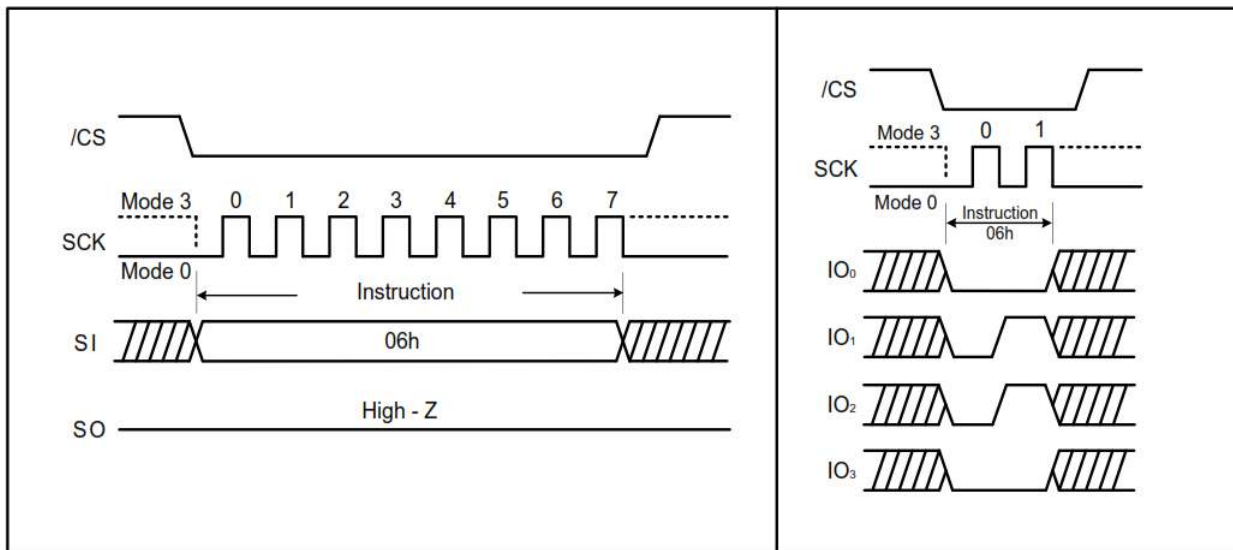 /CS
Mode 3 0 1 2 3 4 5 6 7
SCK
Mode 0
Instruction
SI 06h
High - Z
SO
/CS
Mode 3 0 1
SCK
Mode 0
Instruction
06h
IO₀
IO₁
IO₂
IO₃